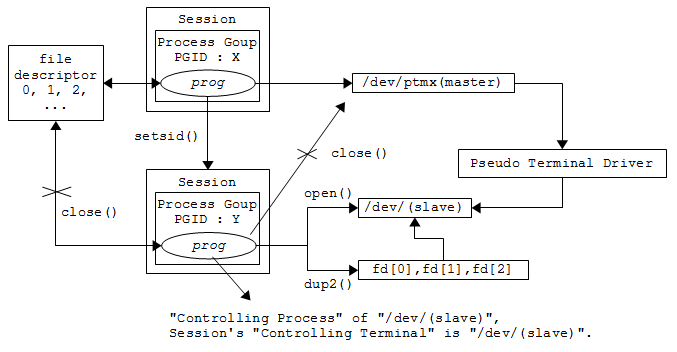 Session
Process Goup
PGID : X
prog
file
descriptor
0, 1, 2,
...
/dev/ptmx(master)
setsid()
close()
Pseudo Terminal Driver
Session
Process Goup
PGID : Y
prog
close()
open()
/dev/(slave)
dup2()
fd[0],fd[1],fd[2]
"Controlling Process" of "/dev/(slave)",
Session's "Controlling Terminal" is "/dev/(slave)".